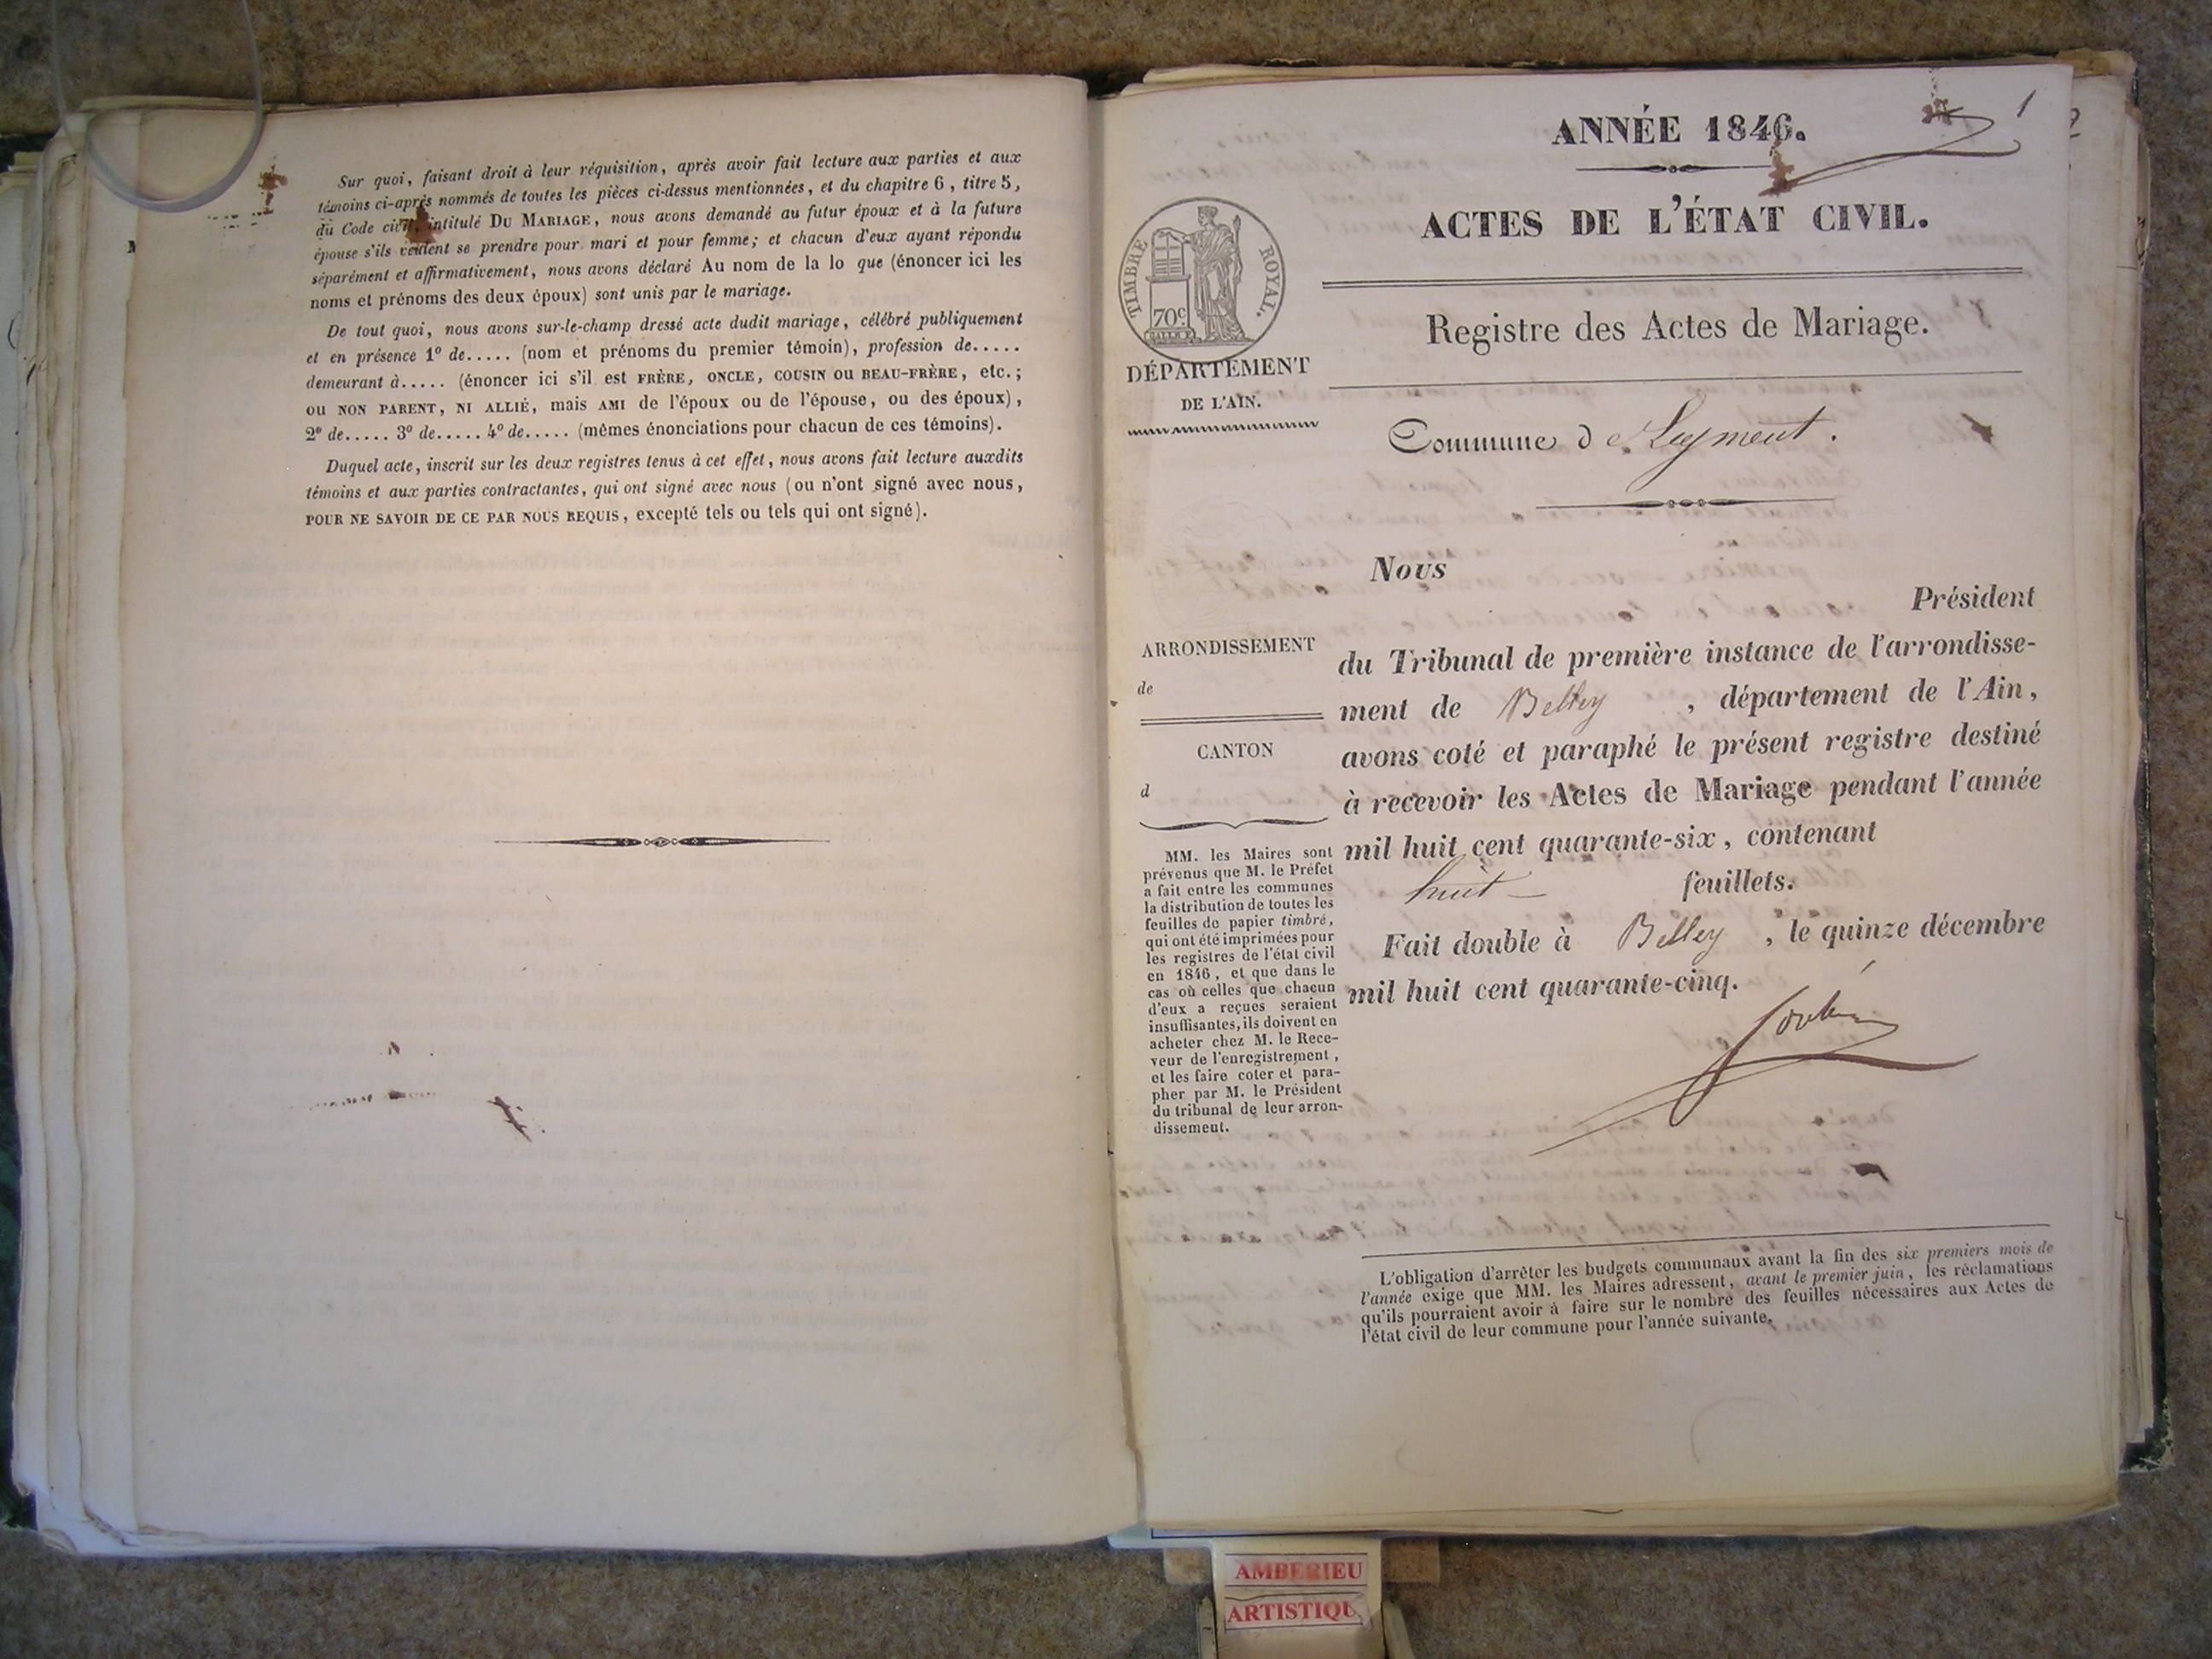 Sur quoi, faisant droit à leur réquisition, après avoir fait lecture aux parties et aux
témoins ci-après nommés de toutes les pièces ci-dessus mentionnées, et du chapitre 6, titre 5,
du Code civil, intitulé DU MARIAGE, nous avons demandé au futur époux et à la future
épouse s'ils veulent se prendre pour mari et pour femme; et chacun d'eux ayant répondu
séparément et affirmativement, nous avons déclaré Au nom de la lo que (énoncer ici les
noms et prénoms des deux époux) sont unis par le mariage.
De tout quoi, nous avons sur-le-champ dressé acte dudit mariage, célébré publiquement
et en présence 1º de..... (nom et prénoms du premier témoin), profession de.....
demeurant à..... (énoncer ici s'il est FRÈRE, ONCLE, COUSIN ou BEAU-FRÈRE, etc.;
ou NON PARENT, NI ALLIÉ, mais AMI de l'époux ou de l'épouse, ou des époux),
2º de..... 3º de..... 4º de..... (mêmes énonciations pour chacun de ces témoins).
Duquel acte, inscrit sur les deux registres tenus à cet effet, nous avons fait lecture auxdits
témoins et aux parties contractantes, qui ont signé avec nous (ou n'ont signé avec nous,
POUR NE SAVOIR DE CE PAR NOUS REQUIS, excepté tels ou tels qui ont signé).
1
2
ANNÉE 1846.
ACTES DE L'ÉTAT CIVIL.
Registre des Actes de Mariage.
TIMBRE ROYAL.
70c
DÉPARTEMENT
DE L'AIN.
Commune de Leyment.
Nous
Président
du Tribunal de première instance de l'arrondisse-
ment de Belley, département de l'Ain,
avons coté et paraphé le présent registre destiné
à recevoir les Actes de Mariage pendant l'année
mil huit cent quarante-six, contenant
huit feuillets.
Fait double à Belley, le quinze décembre
mil huit cent quarante-cinq.
ARRONDISSEMENT
de
CANTON
d
MM. les Maires sont
prévenus que M. le Préfet
a fait entre les communes
la distribution de toutes les
feuilles de papier timbré,
qui ont été imprimées pour
les registres de l'état civil
en 1846, et que dans le
cas où celles que chacun
d'eux a reçues seraient
insuffisantes, ils doivent en
acheter chez M. le Rece-
veur de l'enregistrement,
et les faire coter et para-
pher par M. le Président
du tribunal de leur arron-
dissement.
L'obligation d'arrêter les budgets communaux avant la fin des six premiers mois de
l'année exige que MM. les Maires adressent, avant le premier juin, les réclamations
qu'ils pourraient avoir à faire sur le nombre des feuilles nécessaires aux Actes de
l'état civil de leur commune pour l'année suivante.
AMBERIEU
ARTISTIQU